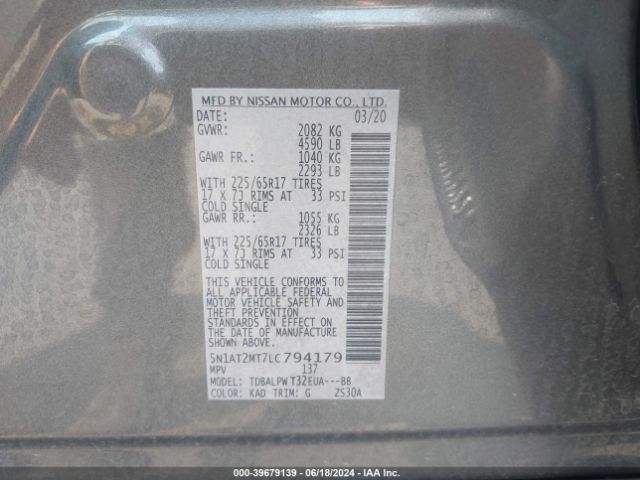 MFD BY NISSAN MOTOR CO., LTD.
DATE: 03/20
GVWR: 2082 KG
4590 LB
GAWR FR.: 1040 KG
2293 LB
WITH 225/65R17 TIRES
17 X 7J RIMS AT 33 PSI
COLD SINGLE
GAWR RR.: 1055 KG
2326 LB
WITH 225/65R17 TIRES
17 X 7J RIMS AT 33 PSI
COLD SINGLE
THIS VEHICLE CONFORMS TO
ALL APPLICABLE FEDERAL
MOTOR VEHICLE SAFETY AND
THEFT PREVENTION
STANDARDS IN EFFECT ON
THE DATE OF MANUFACTURE
SHOWN ABOVE.
5N1AT2MT7LC794179
MPV 137
MODEL: TDBALPW T32EUA---BB
COLOR: KAD TRIM: G ZS30A
000-39679139 - 06/18/2024 - IAA Inc.